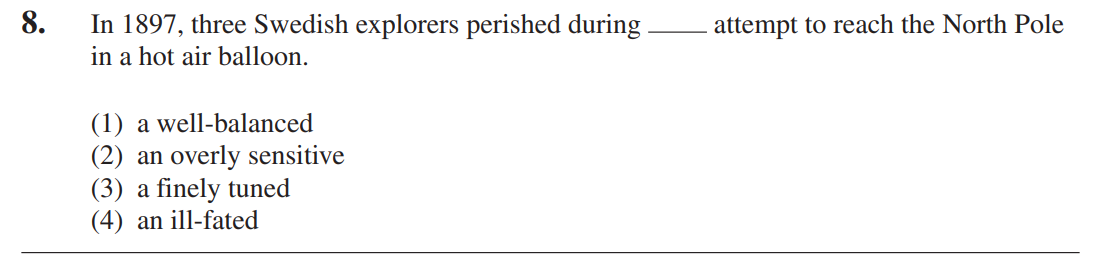 8. In 1897, three Swedish explorers perished during ____ attempt to reach the North Pole
in a hot air balloon.
(1) a well-balanced
(2) an overly sensitive
(3) a finely tuned
(4) an ill-fated